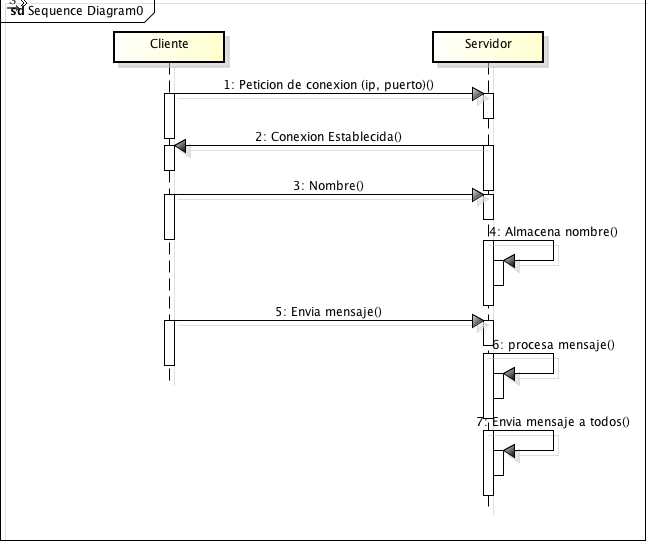 sd Sequence Diagram0
Cliente
Servidor
1: Peticion de conexion (ip, puerto)()
2: Conexion Establecida()
3: Nombre()
4: Almacena nombre()
5: Envia mensaje()
6: procesa mensaje()
7: Envia mensaje a todos()